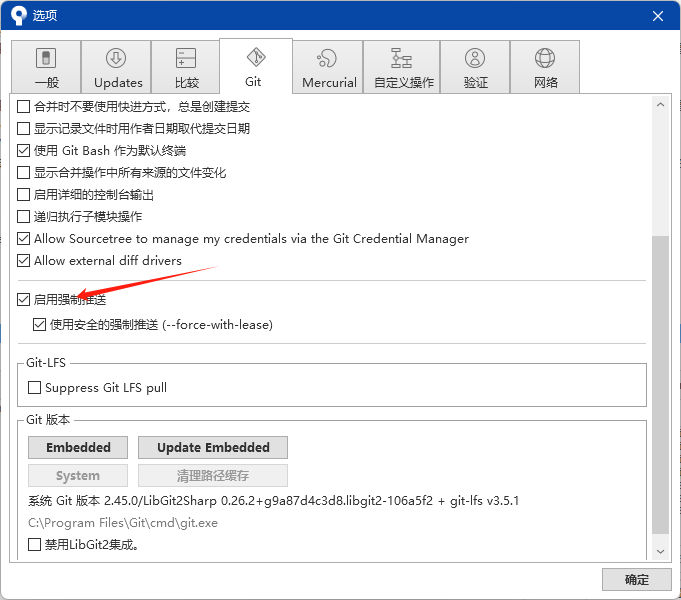 选项
一般
Updates
比较
Git
Mercurial
自定义操作
验证
网络
合并时不要使用快进方式，总是创建提交
显示记录文件时用作者日期取代提交日期
使用 Git Bash 作为默认终端
显示合并操作中所有来源的文件变化
启用详细的控制台输出
递归执行子模块操作
Allow Sourcetree to manage my credentials via the Git Credential Manager
Allow external diff drivers
启用强制推送
使用安全的强制推送 (--force-with-lease)
Git-LFS
Suppress Git LFS pull
Git 版本
Embedded
Update Embedded
System
清理路径缓存
系统 Git 版本 2.45.0/LibGit2Sharp 0.26.2+g9a87d4c3d8.libgit2-106a5f2 + git-lfs v3.5.1
C:\Program Files\Git\cmd\git.exe
禁用LibGit2集成。
确定